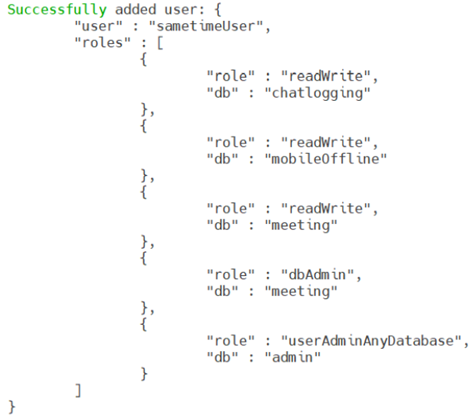 Successfully added user: {
"user" : "sametimeUser",
"roles" : [
{
"role" : "readWrite",
"db" : "chatlogging"
},
{
"role" : "readWrite",
"db" : "mobileOffline"
},
{
"role" : "readWrite",
"db" : "meeting"
},
{
"role" : "dbAdmin",
"db" : "meeting"
},
{
"role" : "userAdminAnyDatabase",
"db" : "admin"
}
]
}